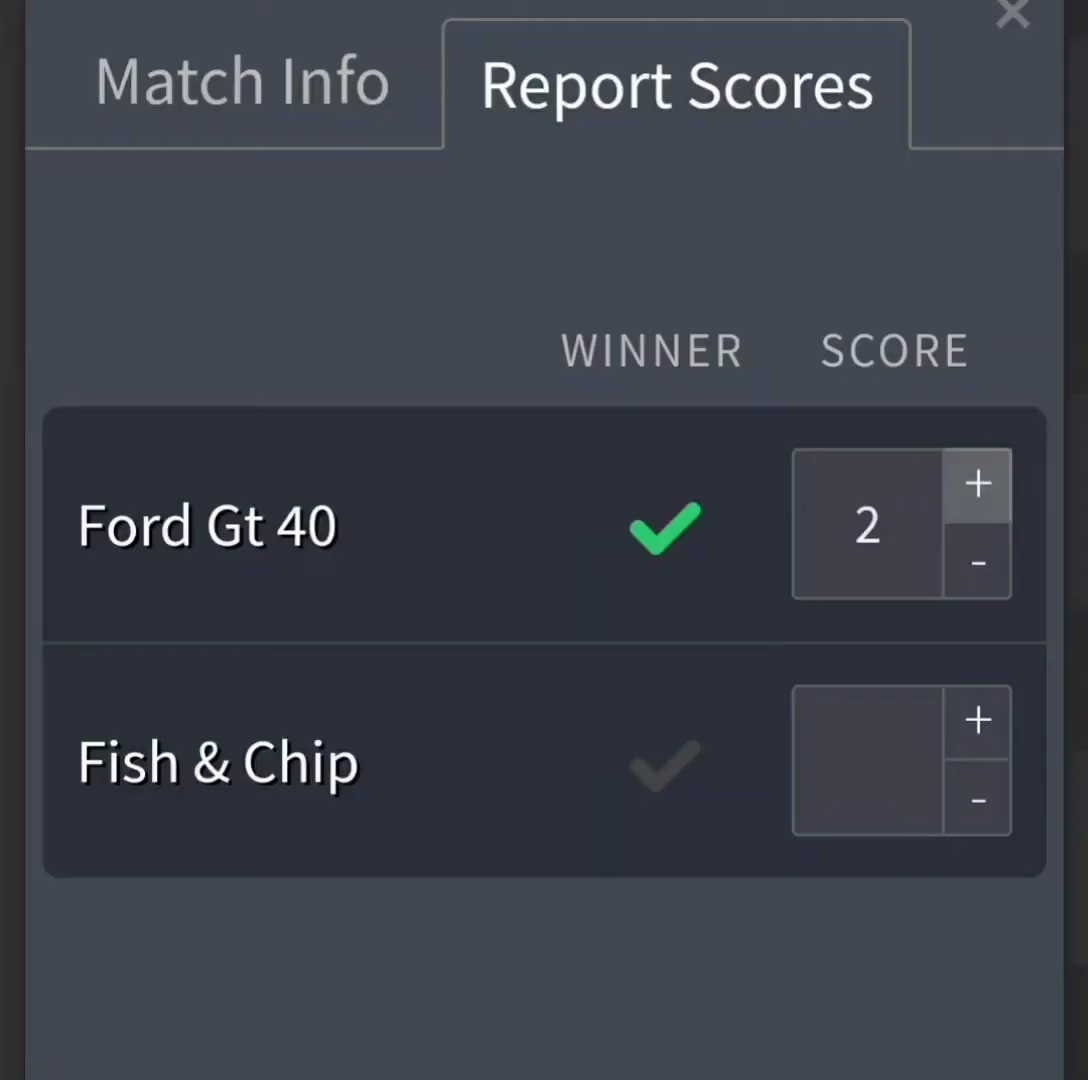 ×
Match Info
Report Scores
WINNER SCORE
+
Ford Gt 40 2
-
+
Fish & Chip
-